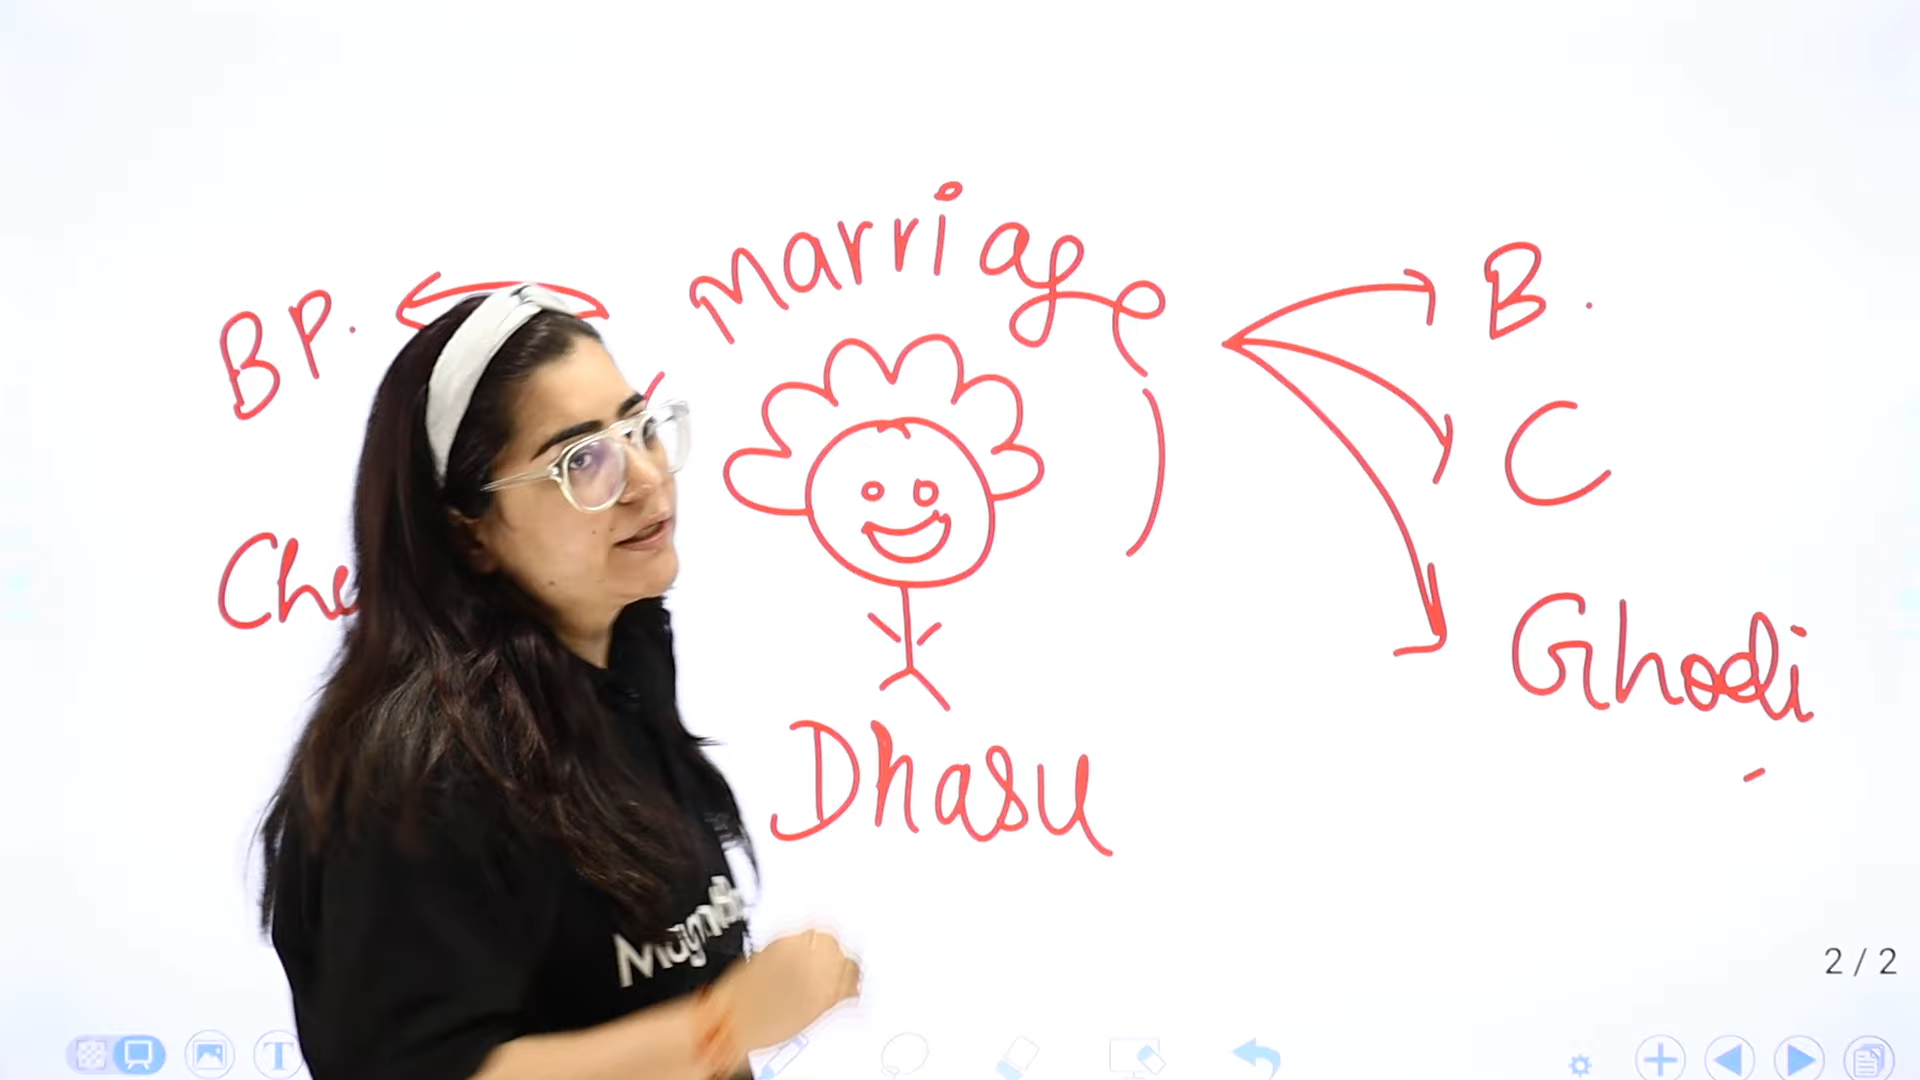 Marriage
BP.
B.
C
Ghodi
Dhasu
2 / 2
T